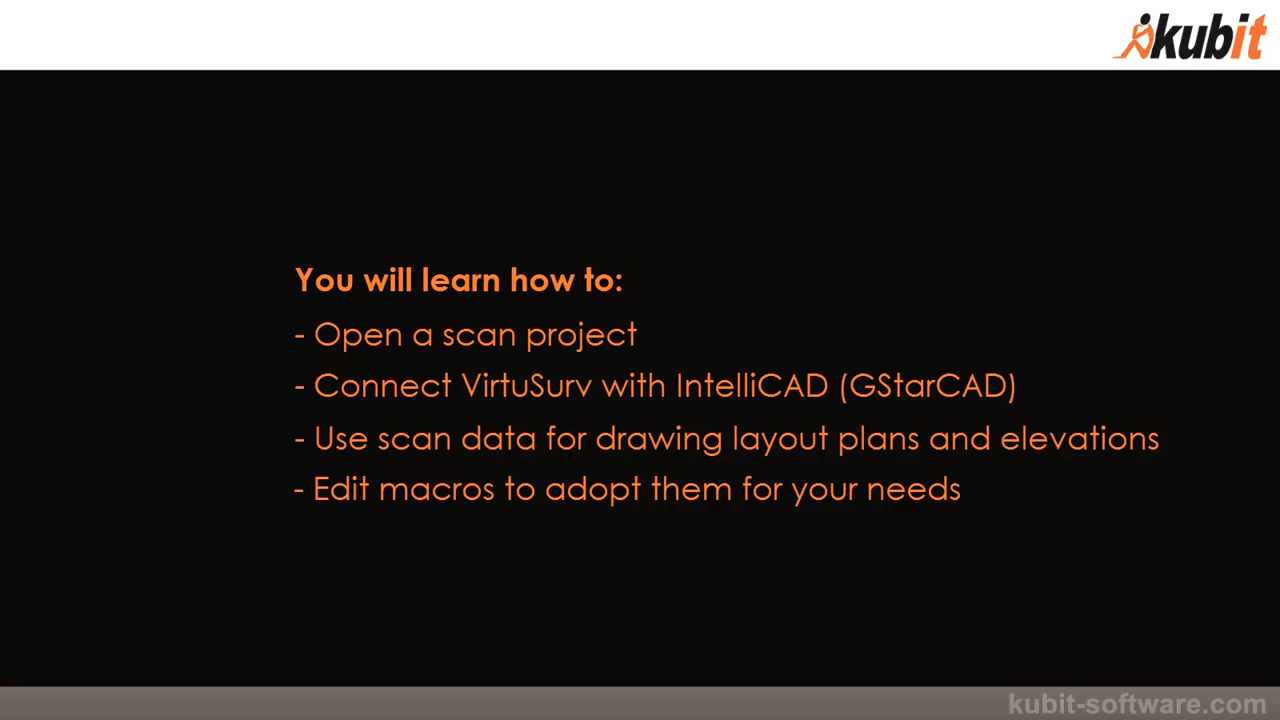 kubit
You will learn how to:
- Open a scan project
- Connect VirtuSurv with IntelliCAD (GStarCAD)
- Use scan data for drawing layout plans and elevations
- Edit macros to adopt them for your needs
kubit-software.com